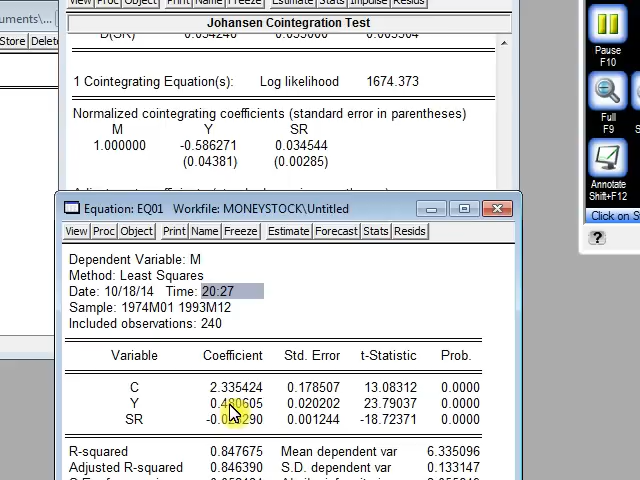 View Proc Object Print Name Freeze Estimate Stats Impulse Resids
uments\...
Johansen Cointegration Test
Store Delete
D(SR) 0.034240
1 Cointegrating Equation(s): Log likelihood 1674.373
Normalized cointegrating coefficients (standard error in parentheses)
M Y SR
1.000000 -0.586271 0.034544
(0.04381) (0.00285)
Equation: EQ01 Workfile: MONEYSTOCK\Untitled
View Proc Object Print Name Freeze Estimate Forecast Stats Resids
Dependent Variable: M
Method: Least Squares
Date: 10/18/14 Time: 20:27
Sample: 1974M01 1993M12
Included observations: 240
Variable Coefficient Std. Error t-Statistic Prob.
C 2.335424 0.178507 13.08312 0.0000
Y 0.480605 0.020202 23.79037 0.0000
SR 0.001244 -18.72371 0.0000
R-squared 0.847675 Mean dependent var 6.335096
Adjusted R-squared 0.846390 S.D. dependent var 0.133147
Pause
F10
Full
F9
Annotate
Shift+F12
Click on S
?